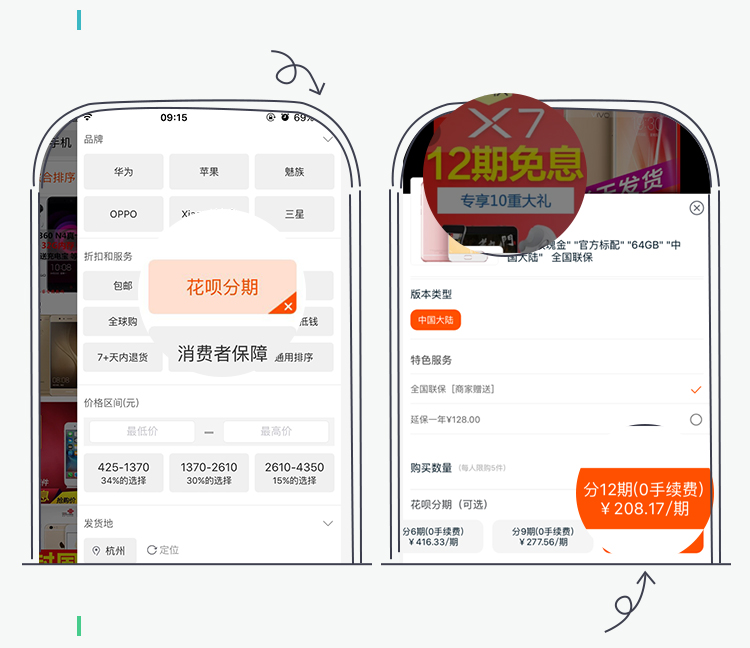 09:15
69%
手机
品牌
合排序
华为
苹果
魅族
OPPO
三星
折扣和服务
包邮
花呗分期
全球购
抵钱
7+天内退货
消费者保障
通用排序
价格区间(元)
最低价
最高价
425-1370
34%的选择
1370-2610
30%的选择
2610-4350
15%的选择
发货地
杭州
定位
X7
12期免息
专享10重大礼
天发货
现金" "官方标配" "64GB" "中
国大陆" 全国联保
版本类型
中国大陆
特色服务
全国联保［商家赠送］
延保一年¥128.00
购买数量
(每人限购5件)
花呗分期（可选）
分12期(0手续费)
¥208.17/期
分6期(0手续费)
¥416.33/期
分9期(0手续费)
¥277.56/期